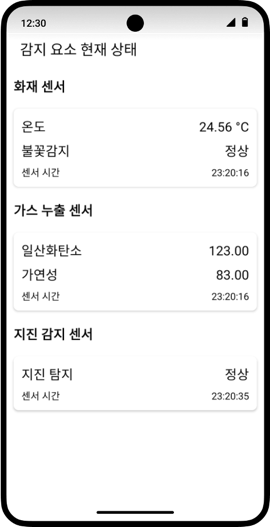 12:30
감지 요소 현재 상태
화재 센서
온도 24.56 °C
불꽃감지 정상
센서 시간 23:20:16
가스 누출 센서
일산화탄소 123.00
가연성 83.00
센서 시간 23:20:16
지진 감지 센서
지진 탐지 정상
센서 시간 23:20:35